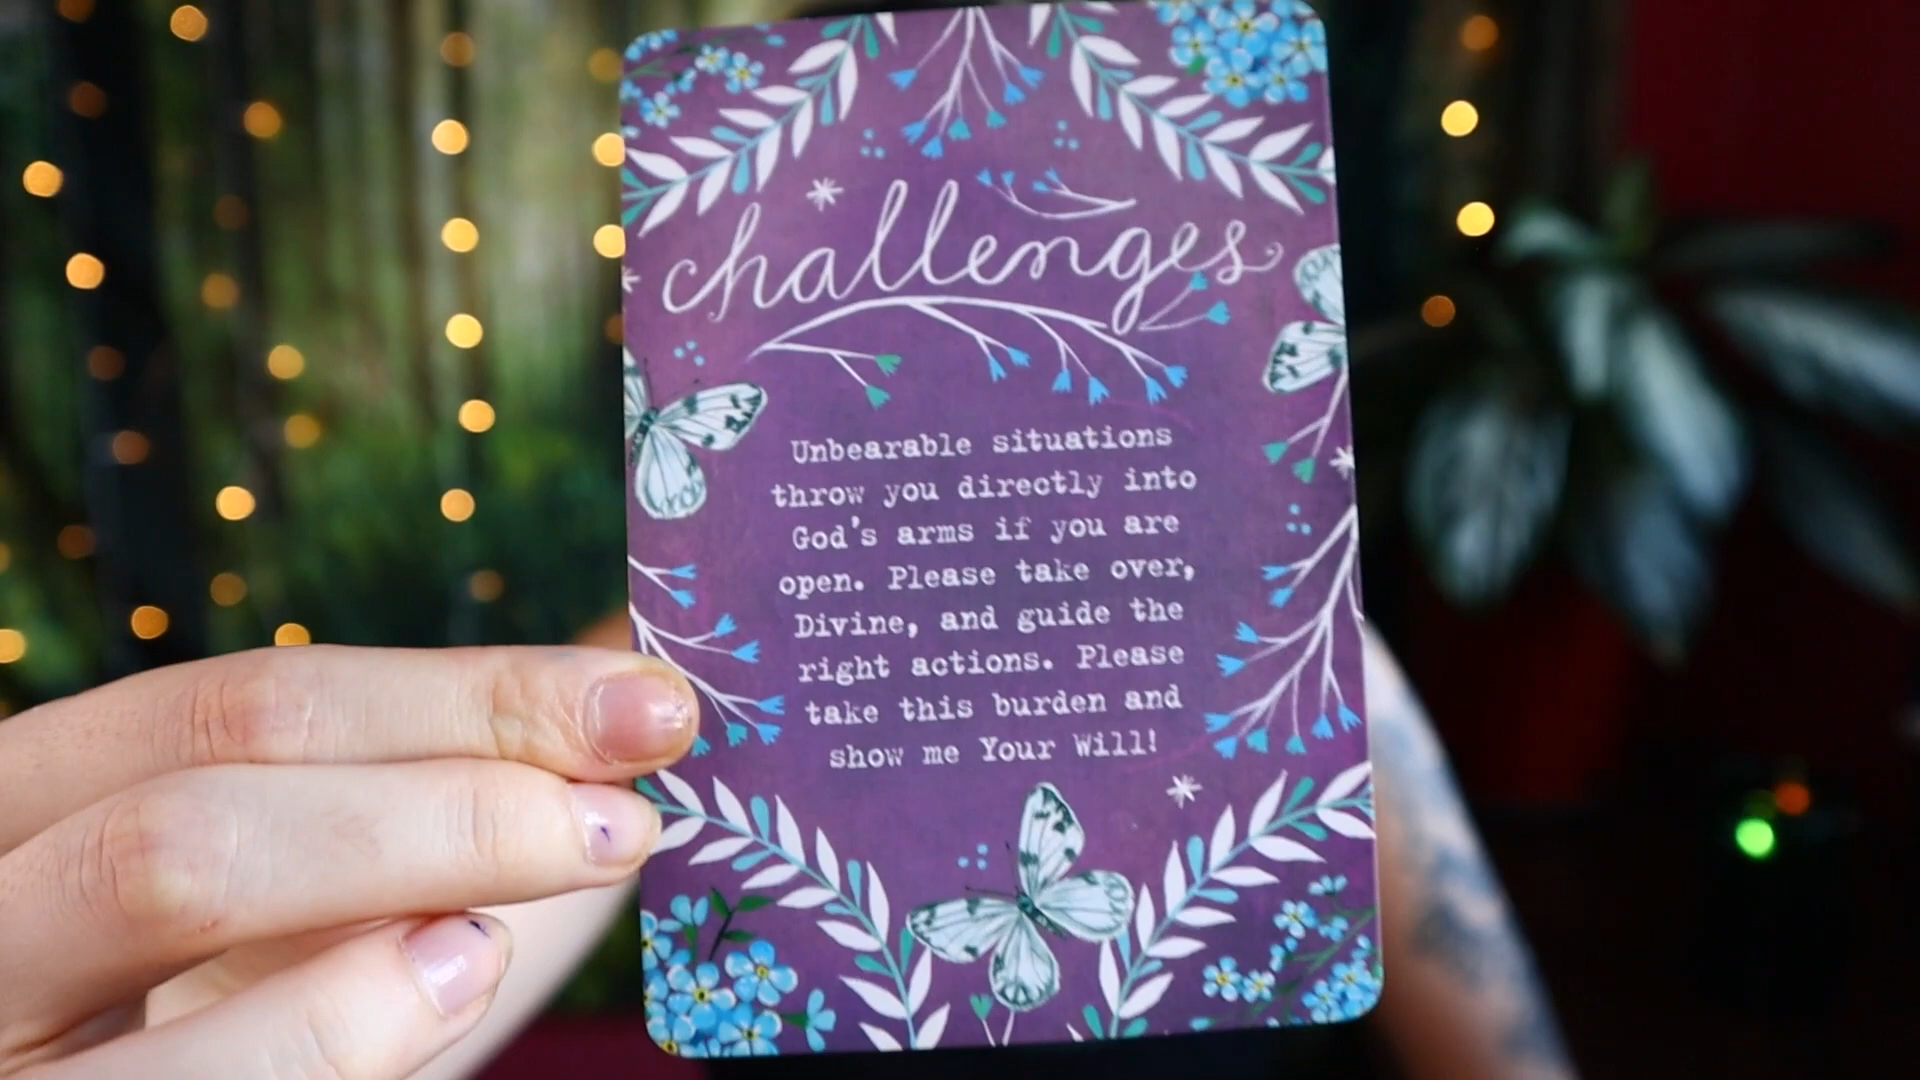 challenges
Unbearable situations
throw you directly into
God's arms if you are
open. Please take over,
Divine, and guide the
right actions. Please
take this burden and
show me Your Will!